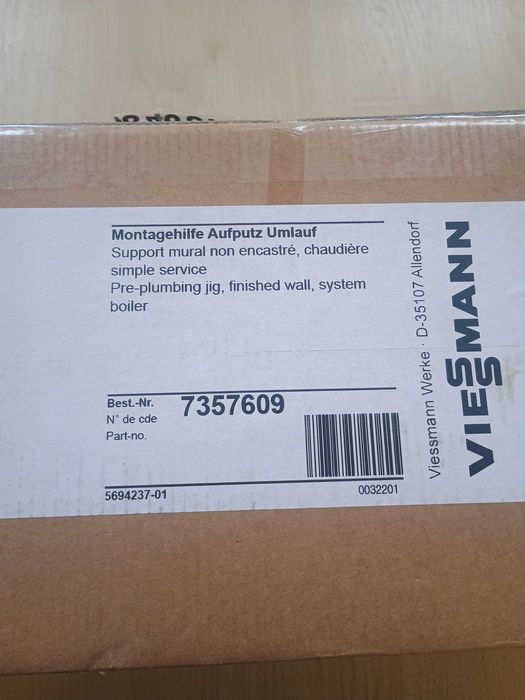 Montagehilfe Aufputz Umlauf
Support mural non encastré, chaudière
simple service
Pre-plumbing jig, finished wall, system
boiler
Best.-Nr.
N° de cde
Part-no.
7357609
5694237-01
0032201
Viessmann Werke · D-35107 Allendorf
VIESSMANN